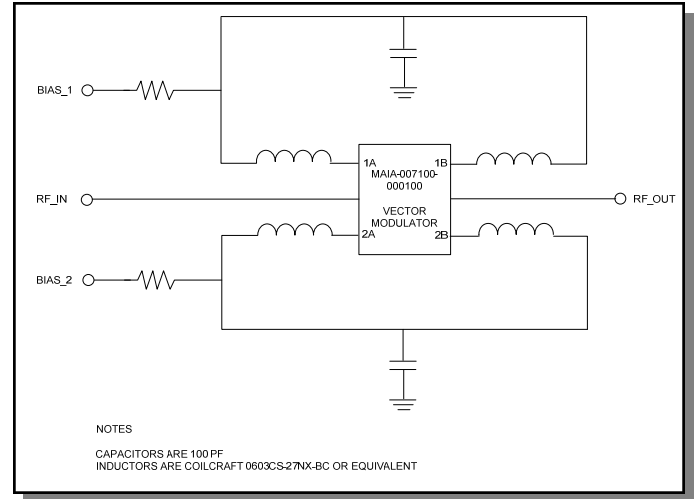 BIAS_1
1A
1B
MAIA-007100-
000100
RF_IN
RF_OUT
VECTOR
MODULATOR
2A
2B
BIAS_2
NOTES
CAPACITORS ARE 100 PF
INDUCTORS ARE COILCRAFT 0603CS-27NX-BC OR EQUIVALENT